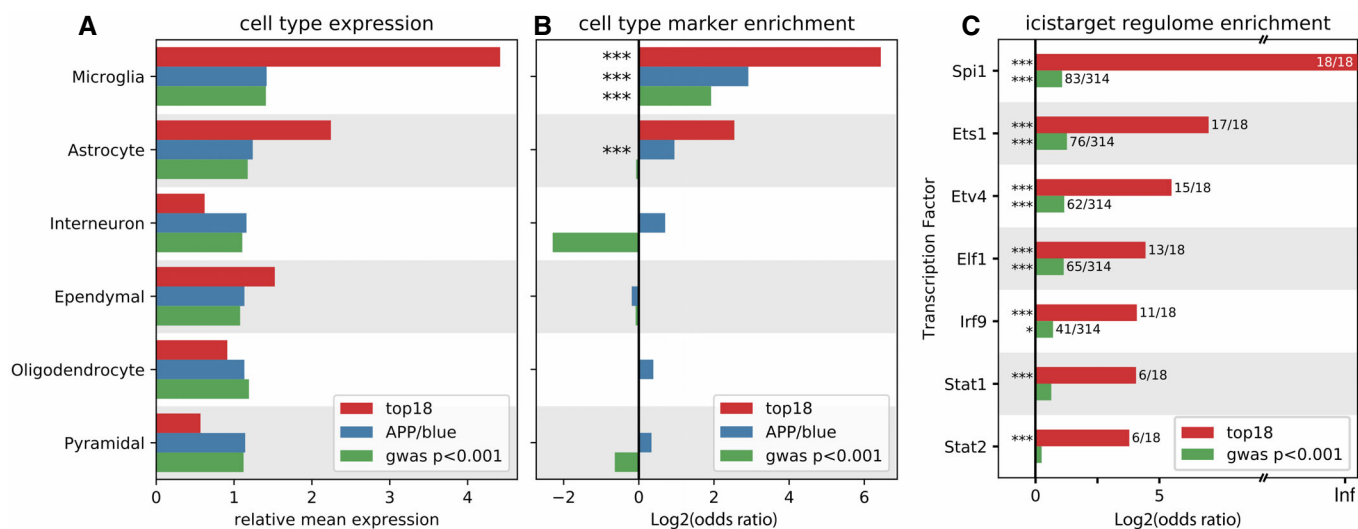 A
cell type expression
Microglia
Astrocyte
Interneuron
Ependymal
Oligodendrocyte
Pyramidal
top18
APP/blue
gwas p<0.001
0 1 2 3 4
relative mean expression
B
cell type marker enrichment
***
***
***
***
top18
APP/blue
gwas p<0.001
−2 0 2 4 6
Log2(odds ratio)
C
icistarget regulome enrichment
Transcription Factor
Spi1
*** 18/18
*** 83/314
Ets1
*** 17/18
*** 76/314
Etv4
*** 15/18
*** 62/314
Elf1
*** 13/18
*** 65/314
Irf9
*** 11/18
* 41/314
Stat1
*** 6/18
Stat2
*** 6/18
top18
gwas p<0.001
0 5 Inf
Log2(odds ratio)